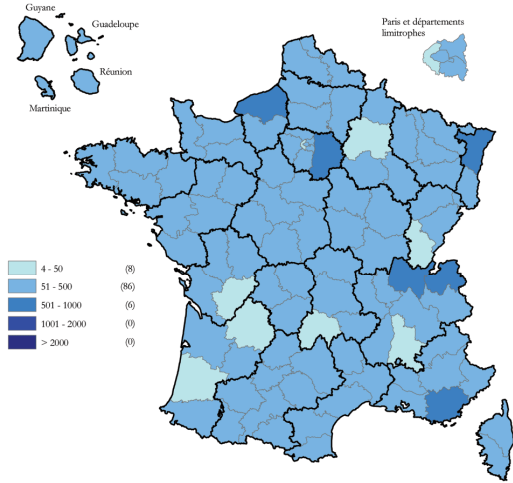 Guyane
Guadeloupe
Réunion
Martinique
Paris et départements
limitrophes
4 - 50 (8)
51 - 500 (86)
501 - 1000 (6)
1001 - 2000 (0)
> 2000 (0)